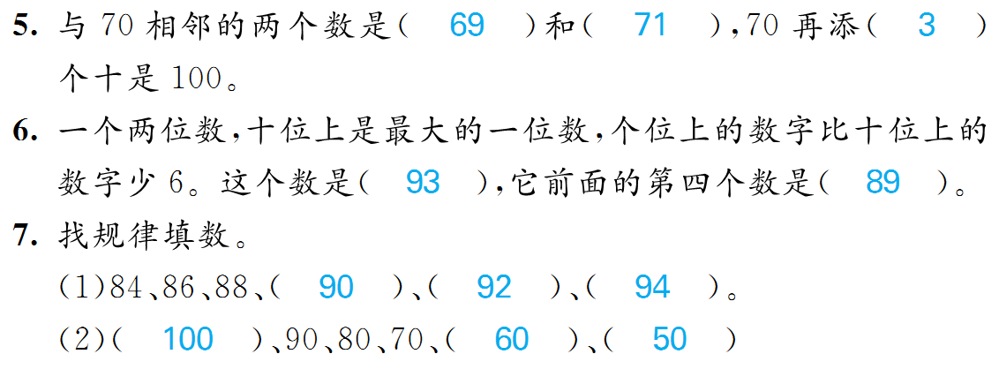 5. 与 70 相邻的两个数是( 69 )和( 71 ),70 再添( 3 )
个十是 100。
6. 一个两位数,十位上是最大的一位数,个位上的数字比十位上的
数字少 6。这个数是( 93 ),它前面的第四个数是( 89 )。
7. 找规律填数。
(1)84、86、88、( 90 )、( 92 )、( 94 )。
(2)( 100 )、90、80、70、( 60 )、( 50 )